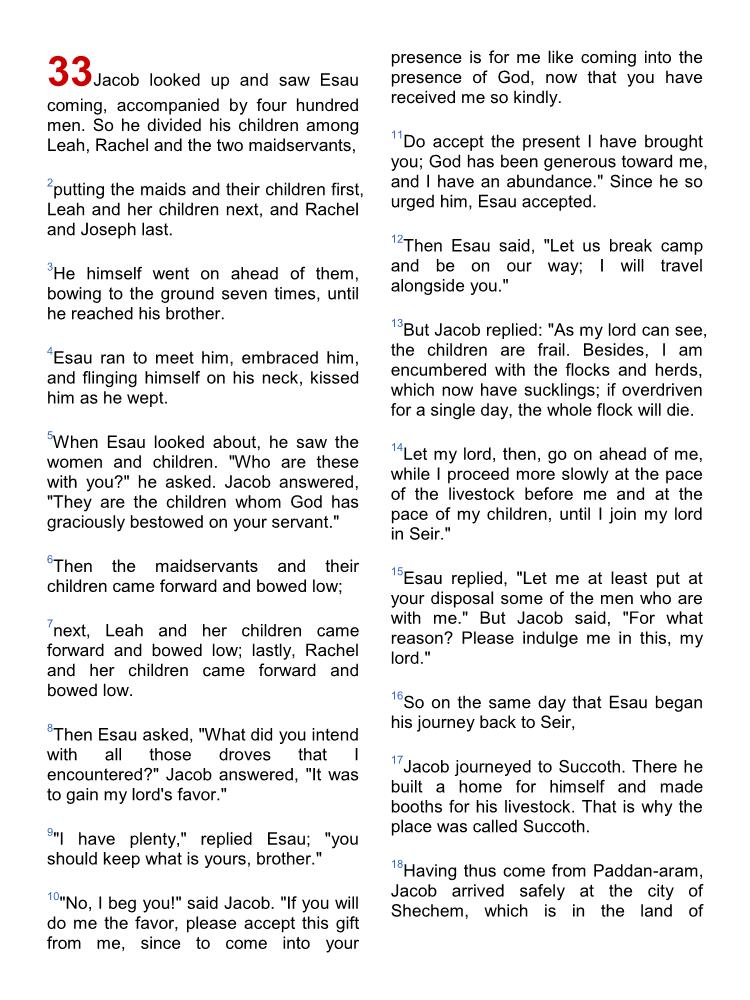 33Jacob looked up and saw Esau
coming, accompanied by four hundred
men. So he divided his children among
Leah, Rachel and the two maidservants,
2putting the maids and their children first,
Leah and her children next, and Rachel
and Joseph last.
3He himself went on ahead of them,
bowing to the ground seven times, until
he reached his brother.
4Esau ran to meet him, embraced him,
and flinging himself on his neck, kissed
him as he wept.
5When Esau looked about, he saw the
women and children. "Who are these
with you?" he asked. Jacob answered,
"They are the children whom God has
graciously bestowed on your servant."
6Then the maidservants and their
children came forward and bowed low;
7next, Leah and her children came
forward and bowed low; lastly, Rachel
and her children came forward and
bowed low.
8Then Esau asked, "What did you intend
with all those droves that I
encountered?" Jacob answered, "It was
to gain my lord's favor."
9"I have plenty," replied Esau; "you
should keep what is yours, brother."
10"No, I beg you!" said Jacob. "If you will
do me the favor, please accept this gift
from me, since to come into your
presence is for me like coming into the
presence of God, now that you have
received me so kindly.
11Do accept the present I have brought
you; God has been generous toward me,
and I have an abundance." Since he so
urged him, Esau accepted.
12Then Esau said, "Let us break camp
and be on our way; I will travel
alongside you."
13But Jacob replied: "As my lord can see,
the children are frail. Besides, I am
encumbered with the flocks and herds,
which now have sucklings; if overdriven
for a single day, the whole flock will die.
14Let my lord, then, go on ahead of me,
while I proceed more slowly at the pace
of the livestock before me and at the
pace of my children, until I join my lord
in Seir."
15Esau replied, "Let me at least put at
your disposal some of the men who are
with me." But Jacob said, "For what
reason? Please indulge me in this, my
lord."
16So on the same day that Esau began
his journey back to Seir,
17Jacob journeyed to Succoth. There he
built a home for himself and made
booths for his livestock. That is why the
place was called Succoth.
18Having thus come from Paddan-aram,
Jacob arrived safely at the city of
Shechem, which is in the land of